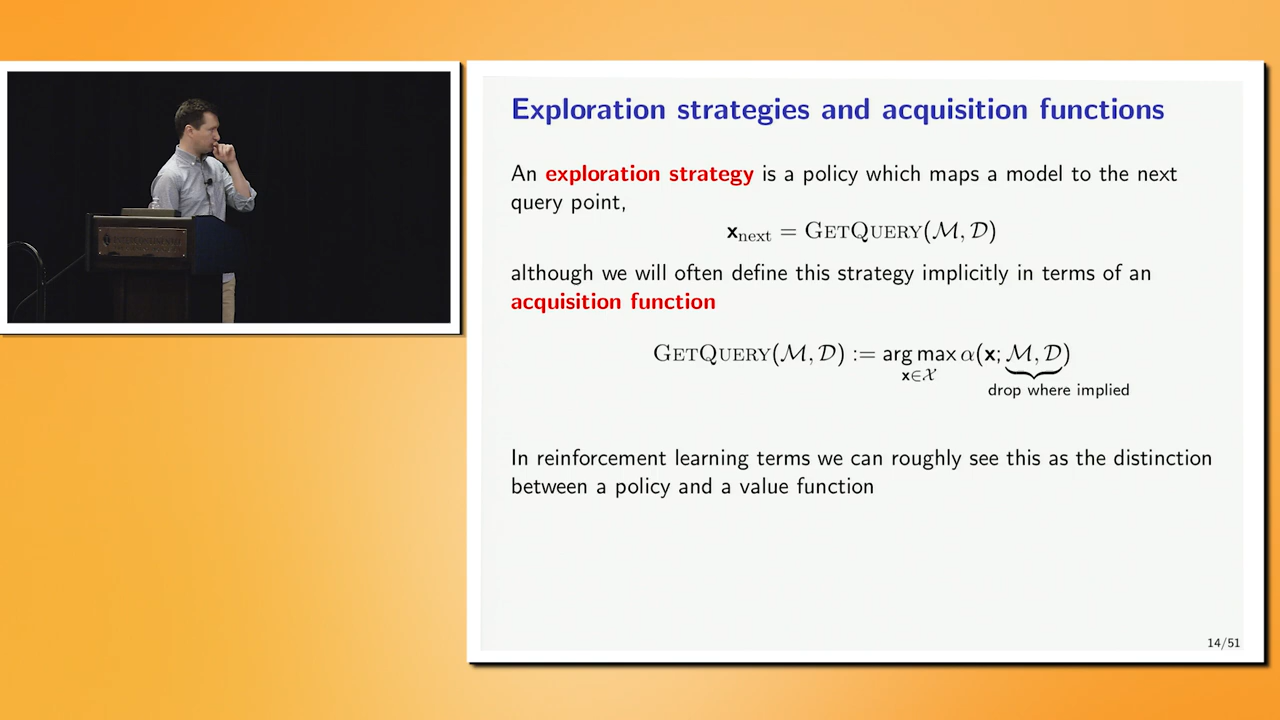 Exploration strategies and acquisition functions
An exploration strategy is a policy which maps a model to the next
query point,
x_next = GETQUERY(ℳ, 𝒟)
although we will often define this strategy implicitly in terms of an
acquisition function
GETQUERY(ℳ, 𝒟) := arg max α(x; ℳ, 𝒟)
x∈𝒳
drop where implied
In reinforcement learning terms we can roughly see this as the distinction
between a policy and a value function
14/51